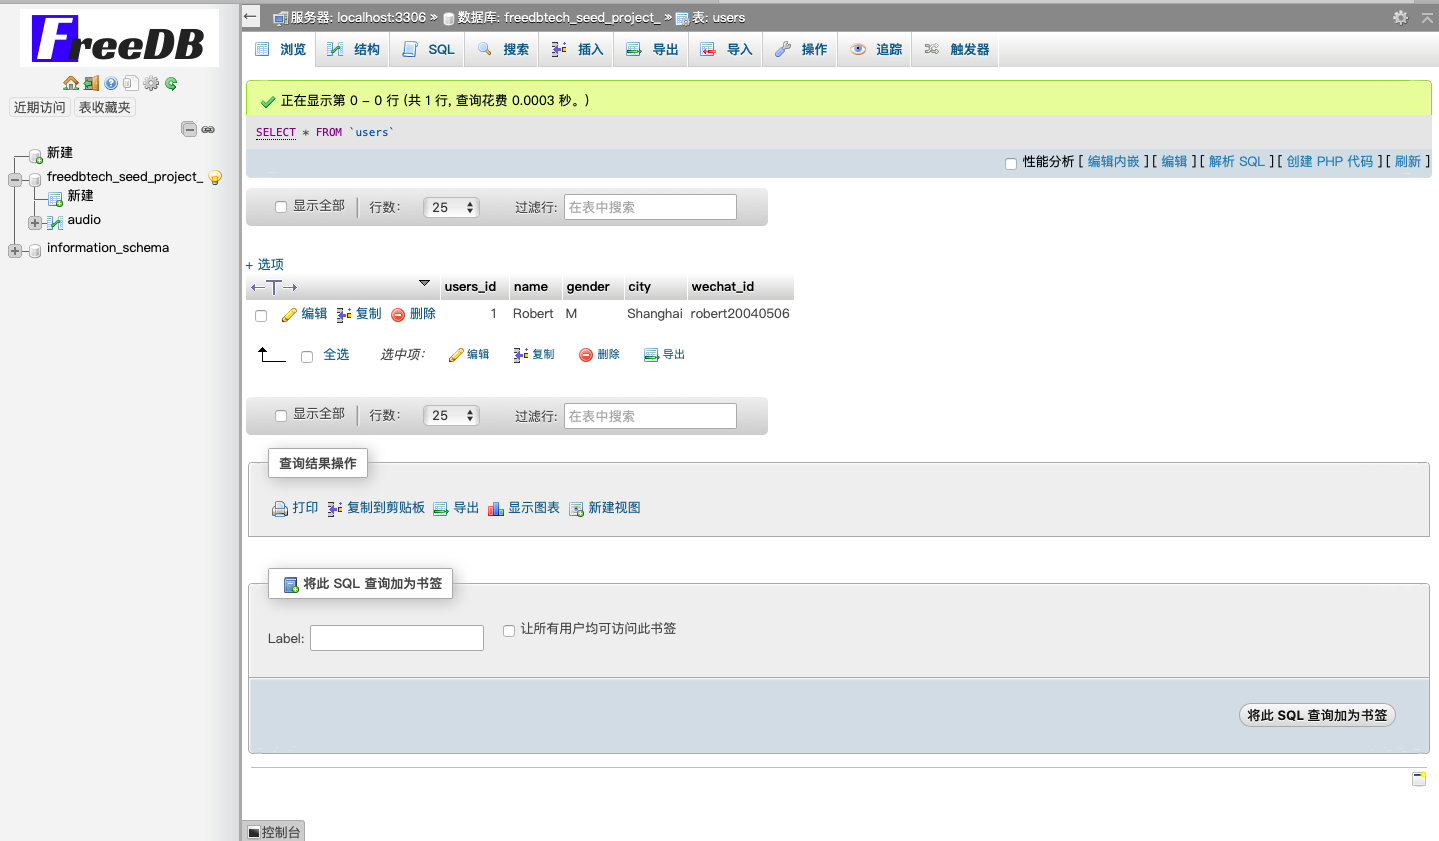 FreeDB
近期访问 表收藏夹
新建
freedbtech_seed_project_
新建
audio
information_schema
服务器: localhost:3306 » 数据库: freedbtech_seed_project_ » 表: users
浏览 结构 SQL 搜索 插入 导出 导入 操作 追踪 触发器
正在显示第 0 - 0 行 (共 1 行, 查询花费 0.0003 秒。)
SELECT * FROM `users`
性能分析 [ 编辑内嵌 ] [ 编辑 ] [ 解析 SQL ] [ 创建 PHP 代码 ] [ 刷新 ]
显示全部 行数: 25 过滤行: 在表中搜索
+ 选项
←T→ users_id name gender city wechat_id
编辑 复制 删除 1 Robert M Shanghai robert20040506
全选 选中项: 编辑 复制 删除 导出
显示全部 行数: 25 过滤行: 在表中搜索
查询结果操作
打印 复制到剪贴板 导出 显示图表 新建视图
将此 SQL 查询加为书签
Label: 让所有用户均可访问此书签
将此 SQL 查询加为书签
控制台